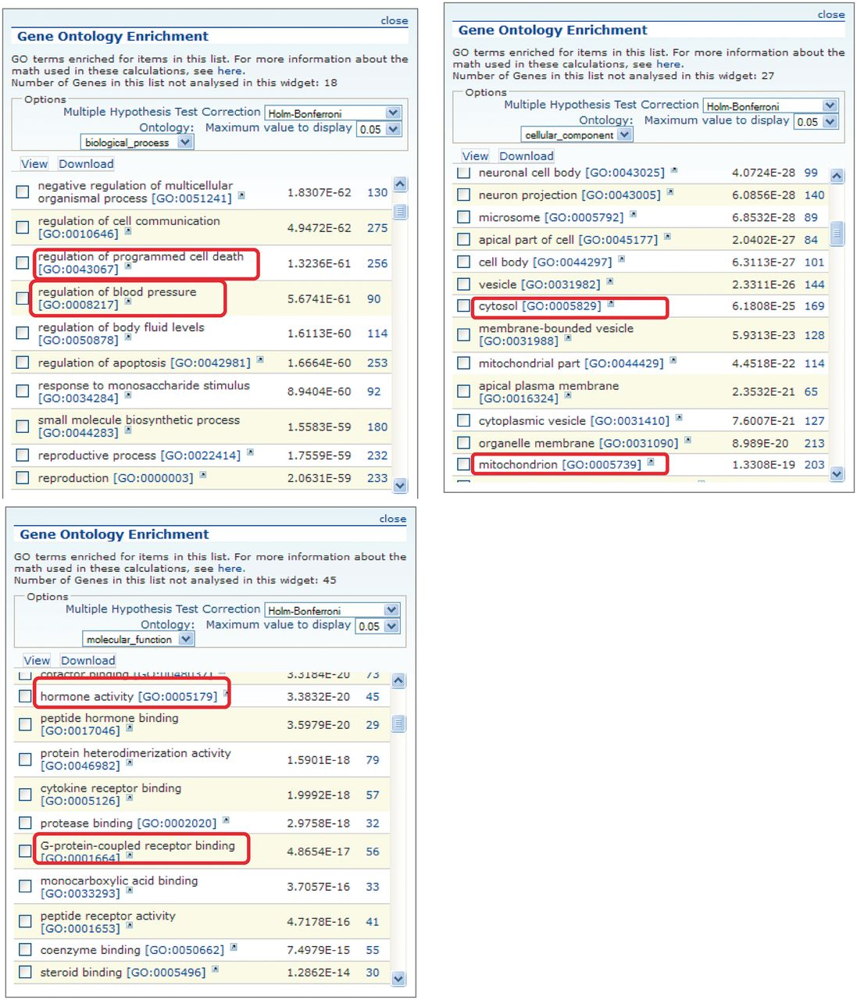 close
Gene Ontology Enrichment
GO terms enriched for items in this list. For more information about the
math used in these calculations, see here.
Number of Genes in this list not analysed in this widget: 18
Options
Multiple Hypothesis Test Correction Holm-Bonferroni
Ontology: Maximum value to display 0.05
biological_process
View Download
negative regulation of multicellular
organismal process [GO:0051241] 1.8307E-62 130
regulation of cell communication
[GO:0010646] 4.9472E-62 275
regulation of programmed cell death
[GO:0043067] 1.3236E-61 256
regulation of blood pressure
[GO:0008217] 5.6741E-61 90
regulation of body fluid levels
[GO:0050878] 1.6113E-60 114
regulation of apoptosis [GO:0042981] 1.6664E-60 253
response to monosaccharide stimulus
[GO:0034284] 8.9404E-60 92
small molecule biosynthetic process
[GO:0044283] 1.5583E-59 180
reproductive process [GO:0022414] 1.7559E-59 232
reproduction [GO:0000003] 2.0631E-59 233
close
Gene Ontology Enrichment
GO terms enriched for items in this list. For more information about the
math used in these calculations, see here.
Number of Genes in this list not analysed in this widget: 27
Options
Multiple Hypothesis Test Correction Holm-Bonferroni
Ontology: Maximum value to display 0.05
cellular_component
View Download
neuronal cell body [GO:0043025] 4.0724E-28 99
neuron projection [GO:0043005] 6.0856E-28 140
microsome [GO:0005792] 6.8532E-28 89
apical part of cell [GO:0045177] 2.0402E-27 84
cell body [GO:0044297] 6.3113E-27 101
vesicle [GO:0031982] 2.3311E-26 144
cytosol [GO:0005829] 6.1808E-25 169
membrane-bounded vesicle
[GO:0031988] 5.9313E-23 128
mitochondrial part [GO:0044429] 4.4518E-22 114
apical plasma membrane
[GO:0016324] 2.3532E-21 65
cytoplasmic vesicle [GO:0031410] 7.6007E-21 127
organelle membrane [GO:0031090] 8.989E-20 213
mitochondrion [GO:0005739] 1.3308E-19 203
close
Gene Ontology Enrichment
GO terms enriched for items in this list. For more information about the
math used in these calculations, see here.
Number of Genes in this list not analysed in this widget: 45
Options
Multiple Hypothesis Test Correction Holm-Bonferroni
Ontology: Maximum value to display 0.05
molecular_function
View Download
cofactor binding [GO:0048037] 3.3184E-20 73
hormone activity [GO:0005179] 3.3832E-20 45
peptide hormone binding
[GO:0017046] 3.5979E-20 29
protein heterodimerization activity
[GO:0046982] 1.5901E-18 79
cytokine receptor binding
[GO:0005126] 1.9992E-18 57
protease binding [GO:0002020] 2.9758E-18 32
G-protein-coupled receptor binding
[GO:0001664] 4.8654E-17 56
monocarboxylic acid binding
[GO:0033293] 3.7057E-16 33
peptide receptor activity
[GO:0001653] 4.7178E-16 41
coenzyme binding [GO:0050662] 7.4979E-15 55
steroid binding [GO:0005496] 1.2862E-14 30